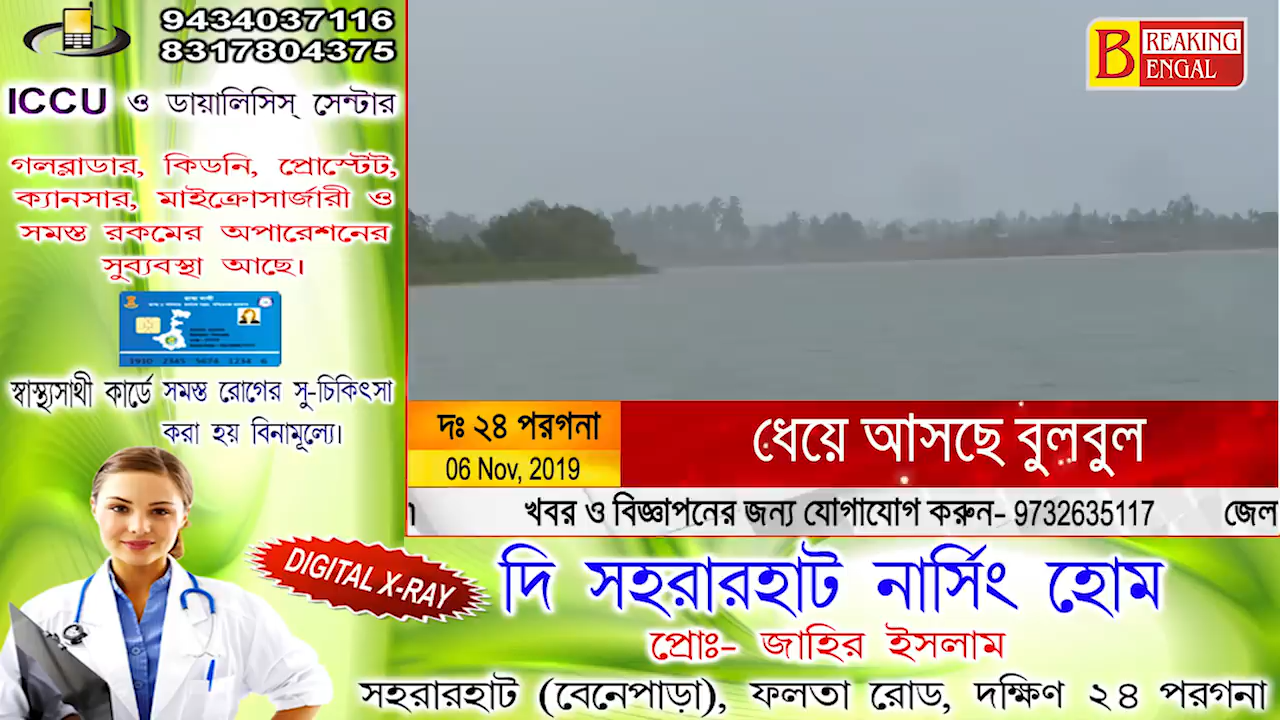 9434037116
8317804375
ICCU ও ডায়ালিসিস্ সেন্টার
গলব্লাডার, কিডনি, প্রোস্টেট,
ক্যানসার, মাইক্রোসার্জারী ও
সমস্ত রকমের অপারেশনের
সুব্যবস্থা আছে।
স্বাস্থ্যসাথী কার্ডে সমস্ত রোগের সু-চিকিৎসা
করা হয় বিনামূল্যে।
BREAKING
BENGAL
দঃ ২৪ পরগনা
06 Nov, 2019
ধেয়ে আসছে বুলবুল
খবর ও বিজ্ঞাপনের জন্য যোগাযোগ করুন- 9732635117 জেল
DIGITAL X-RAY
দি সহরারহাট নার্সিং হোম
প্রোঃ- জাহির ইসলাম
সহরারহাট (বেনেপাড়া), ফলতা রোড, দক্ষিণ ২৪ পরগনা